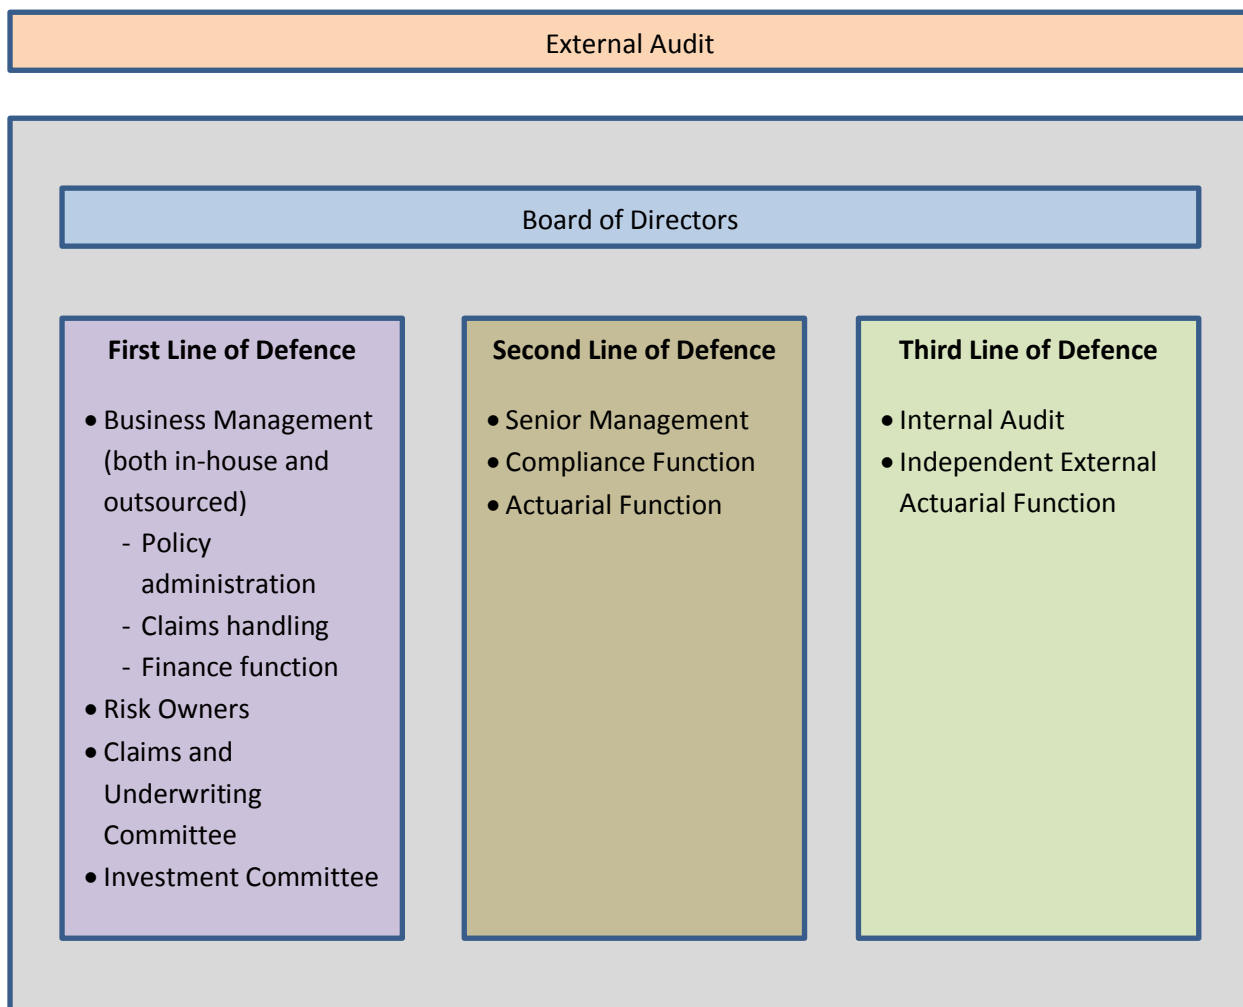 External Audit
Board of Directors
First Line of Defence
• Business Management
(both in-house and
outsourced)
- Policy
administration
- Claims handling
- Finance function
• Risk Owners
• Claims and
Underwriting
Committee
• Investment Committee
Second Line of Defence
• Senior Management
• Compliance Function
• Actuarial Function
Third Line of Defence
• Internal Audit
• Independent External
Actuarial Function